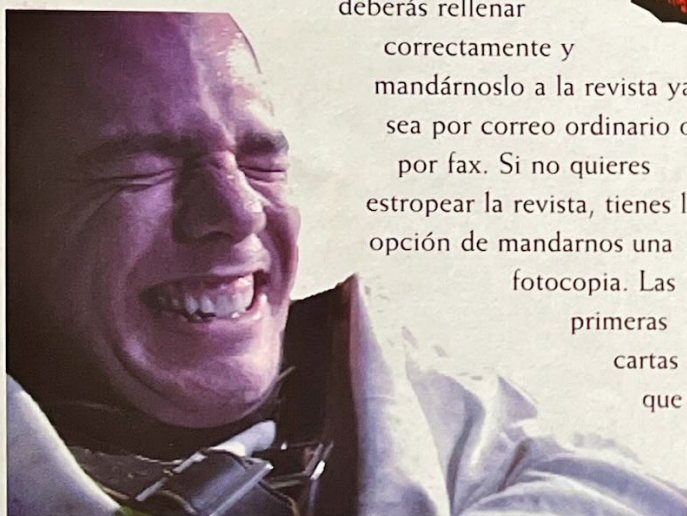 deberás rellenar
correctamente y
mandárnoslo a la revista ya
sea por correo ordinario o
por fax. Si no quieres
estropear la revista, tienes
opción de mandarnos una
fotocopia. Las
primeras
cartas
que